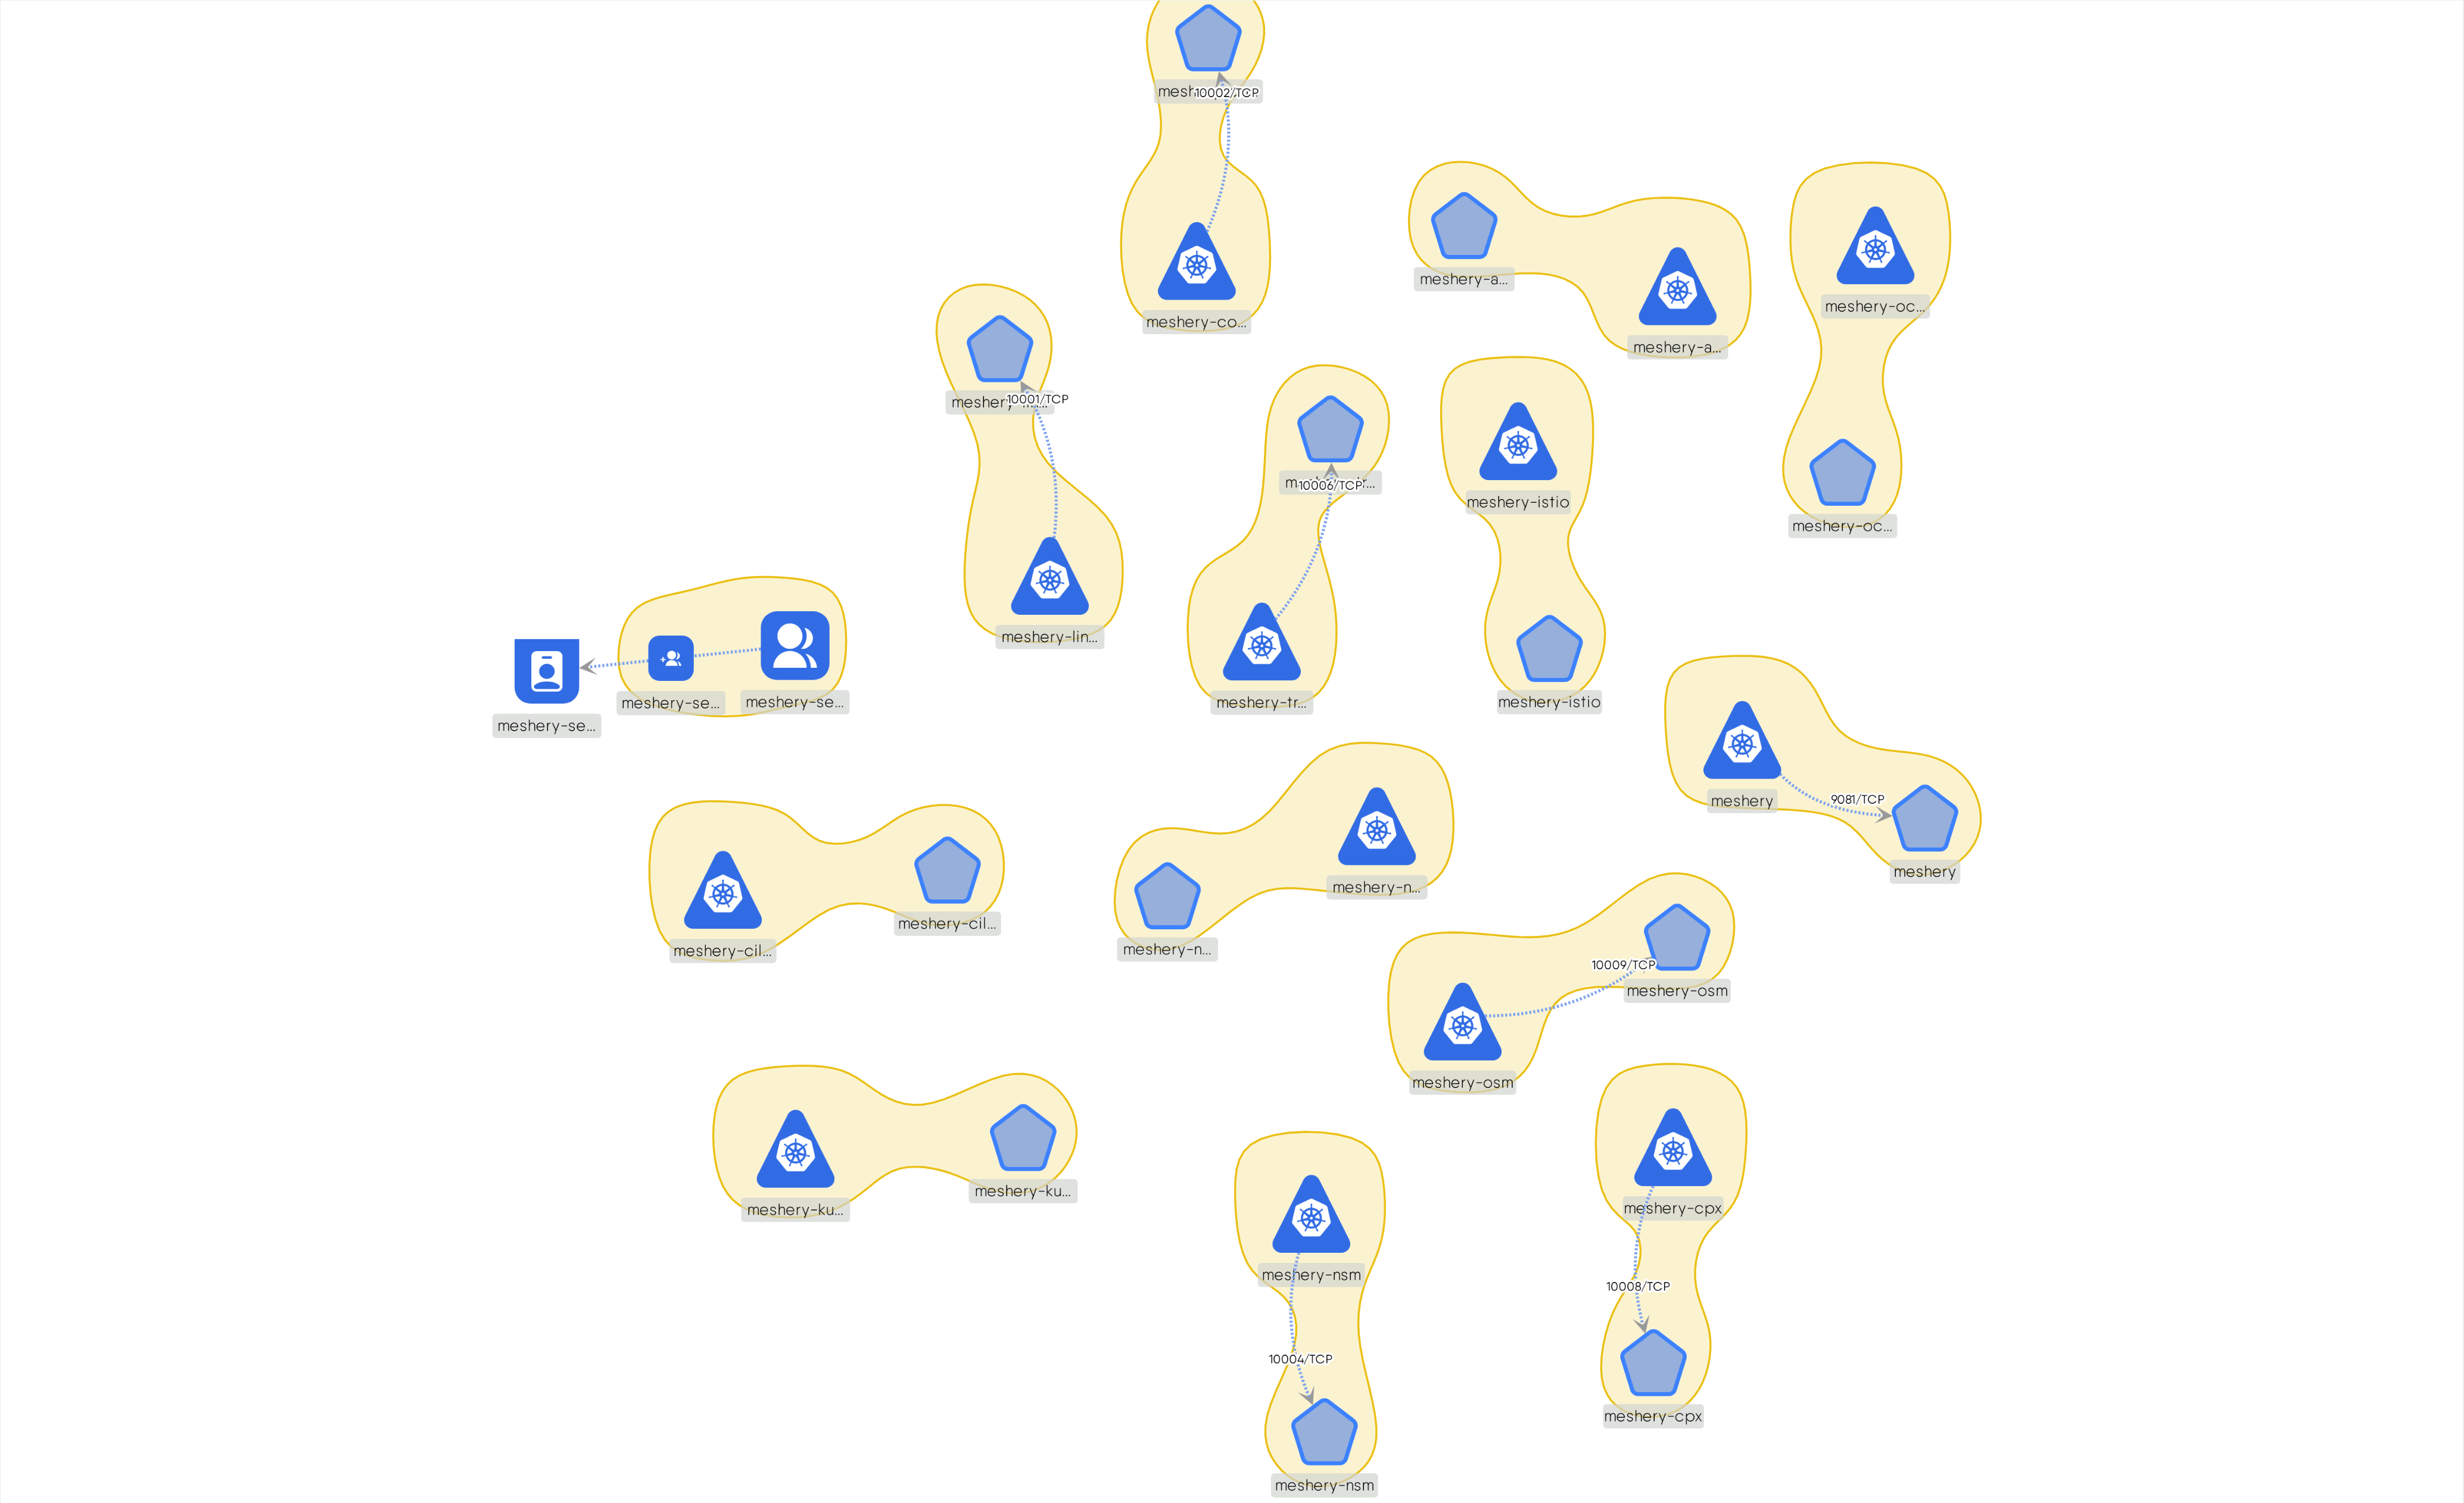 10002/TCP
meshery-co...
meshery-a...
meshery-a...
meshery-oc...
meshery-oc...
10001/TCP
meshery-lin...
10006/TCP
meshery-tr...
meshery-istio
meshery-istio
meshery-se...
meshery-se...
meshery-se...
meshery
9081/TCP
meshery
meshery-cil...
meshery-cil...
meshery-n...
meshery-n...
10009/TCP
meshery-osm
meshery-osm
meshery-ku...
meshery-ku...
meshery-nsm
10004/TCP
meshery-nsm
meshery-cpx
10008/TCP
meshery-cpx